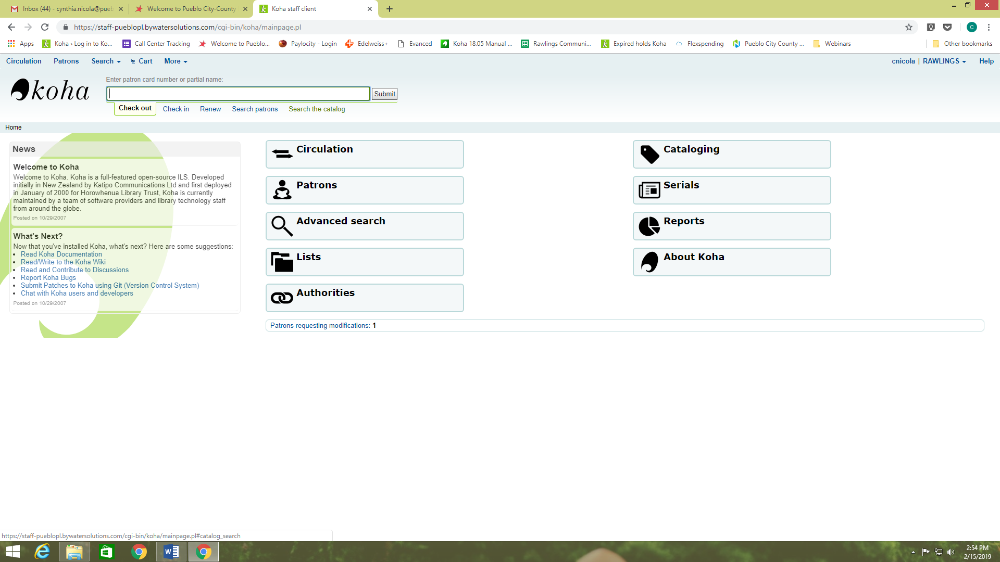 Inbox (44) - cynthia.nicola@pueb
Welcome to Pueblo City-County
Koha staff client
https://staff-pueblopl.bywatersolutions.com/cgi-bin/koha/mainpage.pl
Apps
Koha › Log in to Ko...
Call Center Tracking
Welcome to Pueblo...
Paylocity - Login
Edelweiss+
Evanced
Koha 18.05 Manual ...
Rawlings Communi...
Expired holds Koha
Flexspending
Pueblo City County ...
Webinars
Other bookmarks
Circulation Patrons Search Cart More
cnicola | RAWLINGS Help
koha
Enter patron card number or partial name:
Submit
Check out Check in Renew Search patrons Search the catalog
Home
News
Welcome to Koha
Welcome to Koha. Koha is a full-featured open-source ILS. Developed
initially in New Zealand by Katipo Communications Ltd and first deployed
in January of 2000 for Horowhenua Library Trust, Koha is currently
maintained by a team of software providers and library technology staff
from around the globe.
Posted on 10/29/2007
What's Next?
Now that you've installed Koha, what's next? Here are some suggestions:
Read Koha Documentation
Read/Write to the Koha Wiki
Read and Contribute to Discussions
Report Koha Bugs
Submit Patches to Koha using Git (Version Control System)
Chat with Koha users and developers
Posted on 10/29/2007
Circulation
Patrons
Advanced search
Lists
Authorities
Cataloging
Serials
Reports
About Koha
Patrons requesting modifications: 1
https://staff-pueblopl.bywatersolutions.com/cgi-bin/koha/mainpage.pl#catalog_search
2:54 PM
2/15/2019